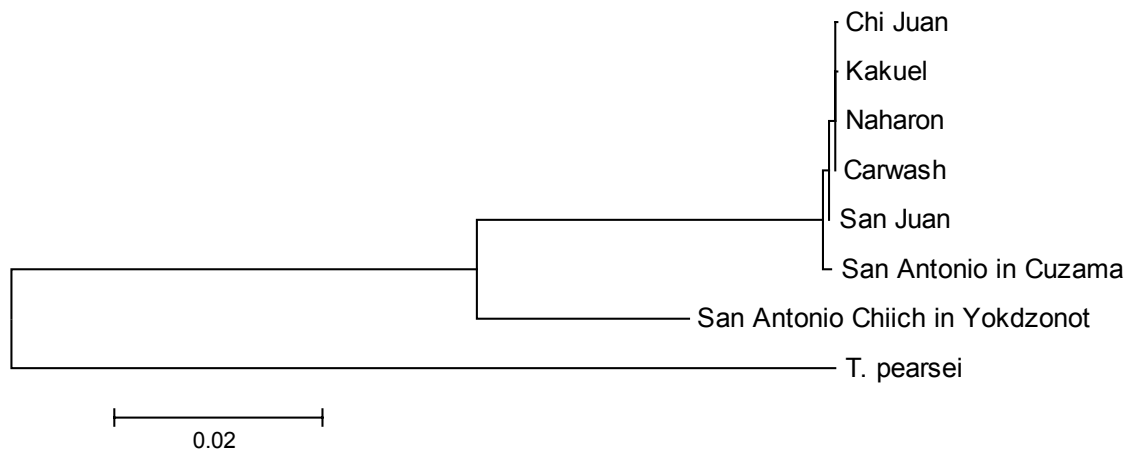 Chi Juan
Kakuel
Naharon
Carwash
San Juan
San Antonio in Cuzama
San Antonio Chiich in Yokdzonot
T. pearsei
0.02